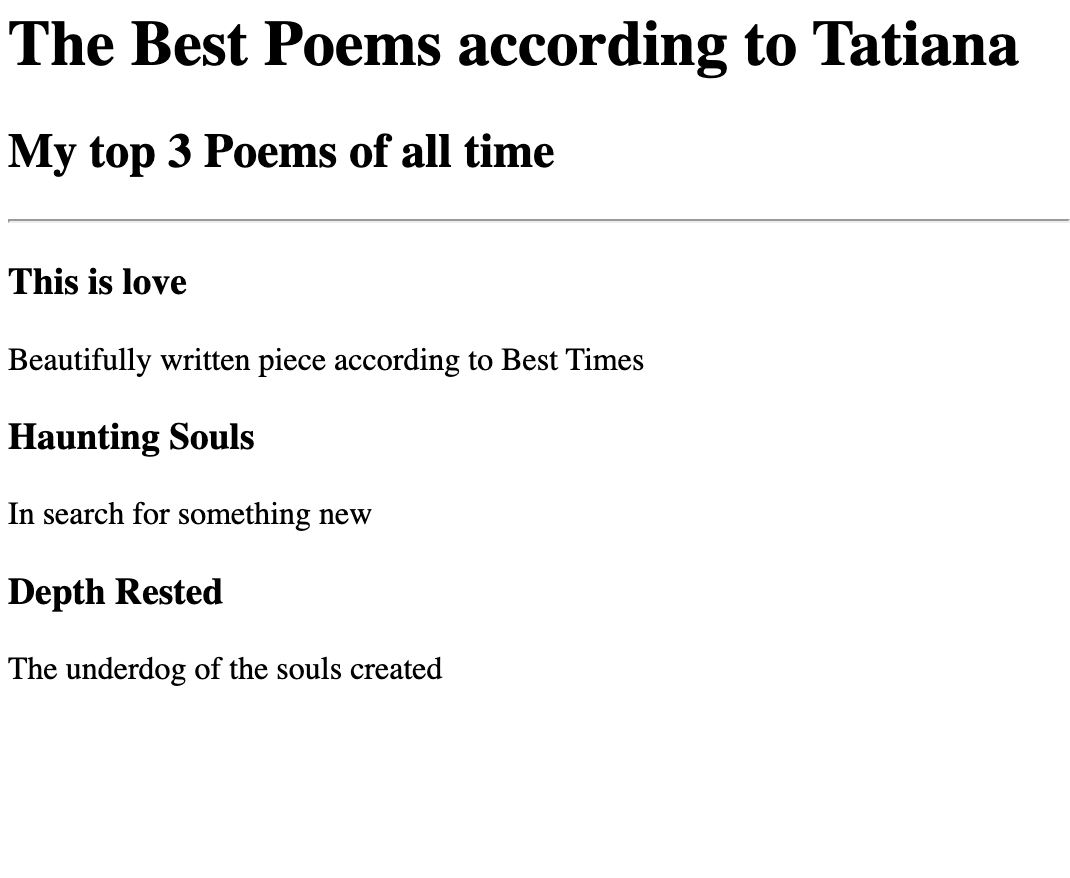 The Best Poems according to Tatiana
My top 3 Poems of all time
This is love
Beautifully written piece according to Best Times
Haunting Souls
In search for something new
Depth Rested
The underdog of the souls created